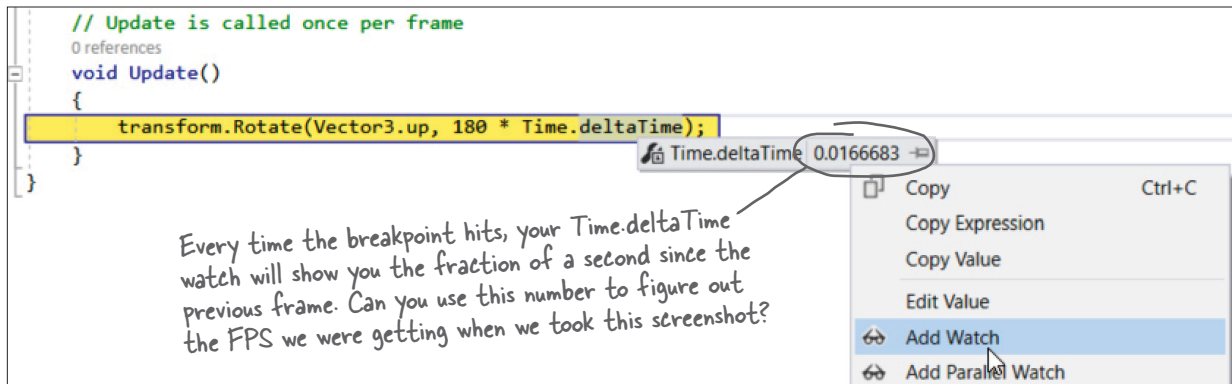 // Update is called once per frame
0 references
void Update()
{
transform.Rotate(Vector3.up, 180 * Time.deltaTime);
}
}
Time.deltaTime 0.0166683
Copy Ctrl+C
Copy Expression
Copy Value
Edit Value
Add Watch
Add Parallel Watch
Every time the breakpoint hits, your Time.deltaTime
watch will show you the fraction of a second since the
previous frame. Can you use this number to figure out
the FPS we were getting when we took this screenshot?